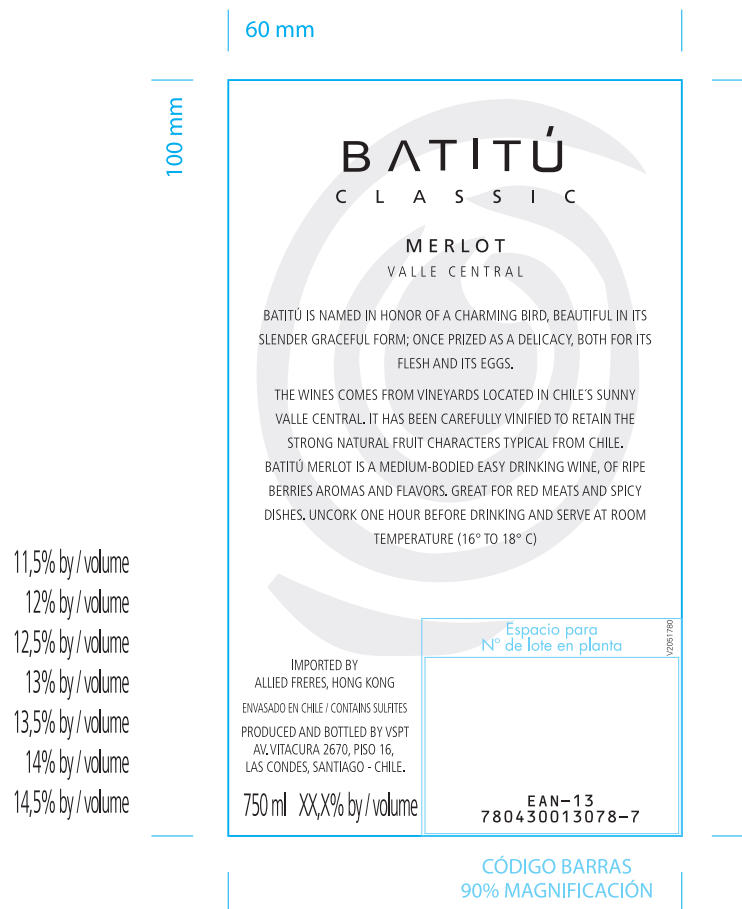 60 mm
100 mm
BATITÚ
CLASSIC
MERLOT
VALLE CENTRAL
BATITÚ IS NAMED IN HONOR OF A CHARMING BIRD, BEAUTIFUL IN ITS
SLENDER GRACEFUL FORM; ONCE PRIZED AS A DELICACY, BOTH FOR ITS
FLESH AND ITS EGGS.
THE WINES COMES FROM VINEYARDS LOCATED IN CHILE´S SUNNY
VALLE CENTRAL. IT HAS BEEN CAREFULLY VINIFIED TO RETAIN THE
STRONG NATURAL FRUIT CHARACTERS TYPICAL FROM CHILE.
BATITÚ MERLOT IS A MEDIUM-BODIED EASY DRINKING WINE, OF RIPE
BERRIES AROMAS AND FLAVORS. GREAT FOR RED MEATS AND SPICY
DISHES. UNCORK ONE HOUR BEFORE DRINKING AND SERVE AT ROOM
TEMPERATURE (16° TO 18° C)
11,5% by / volume
12% by / volume
12,5% by / volume
13% by / volume
13,5% by / volume
14% by / volume
14,5% by / volume
IMPORTED BY
ALLIED FRERES, HONG KONG
ENVASADO EN CHILE / CONTAINS SULFITES
PRODUCED AND BOTTLED BY VSPT
AV. VITACURA 2670, PISO 16,
LAS CONDES, SANTIAGO - CHILE.
750 ml XX,X% by / volume
Espacio para
N° de lote en planta
V2051780
EAN-13
780430013078-7
CÓDIGO BARRAS
90% MAGNIFICACIÓN